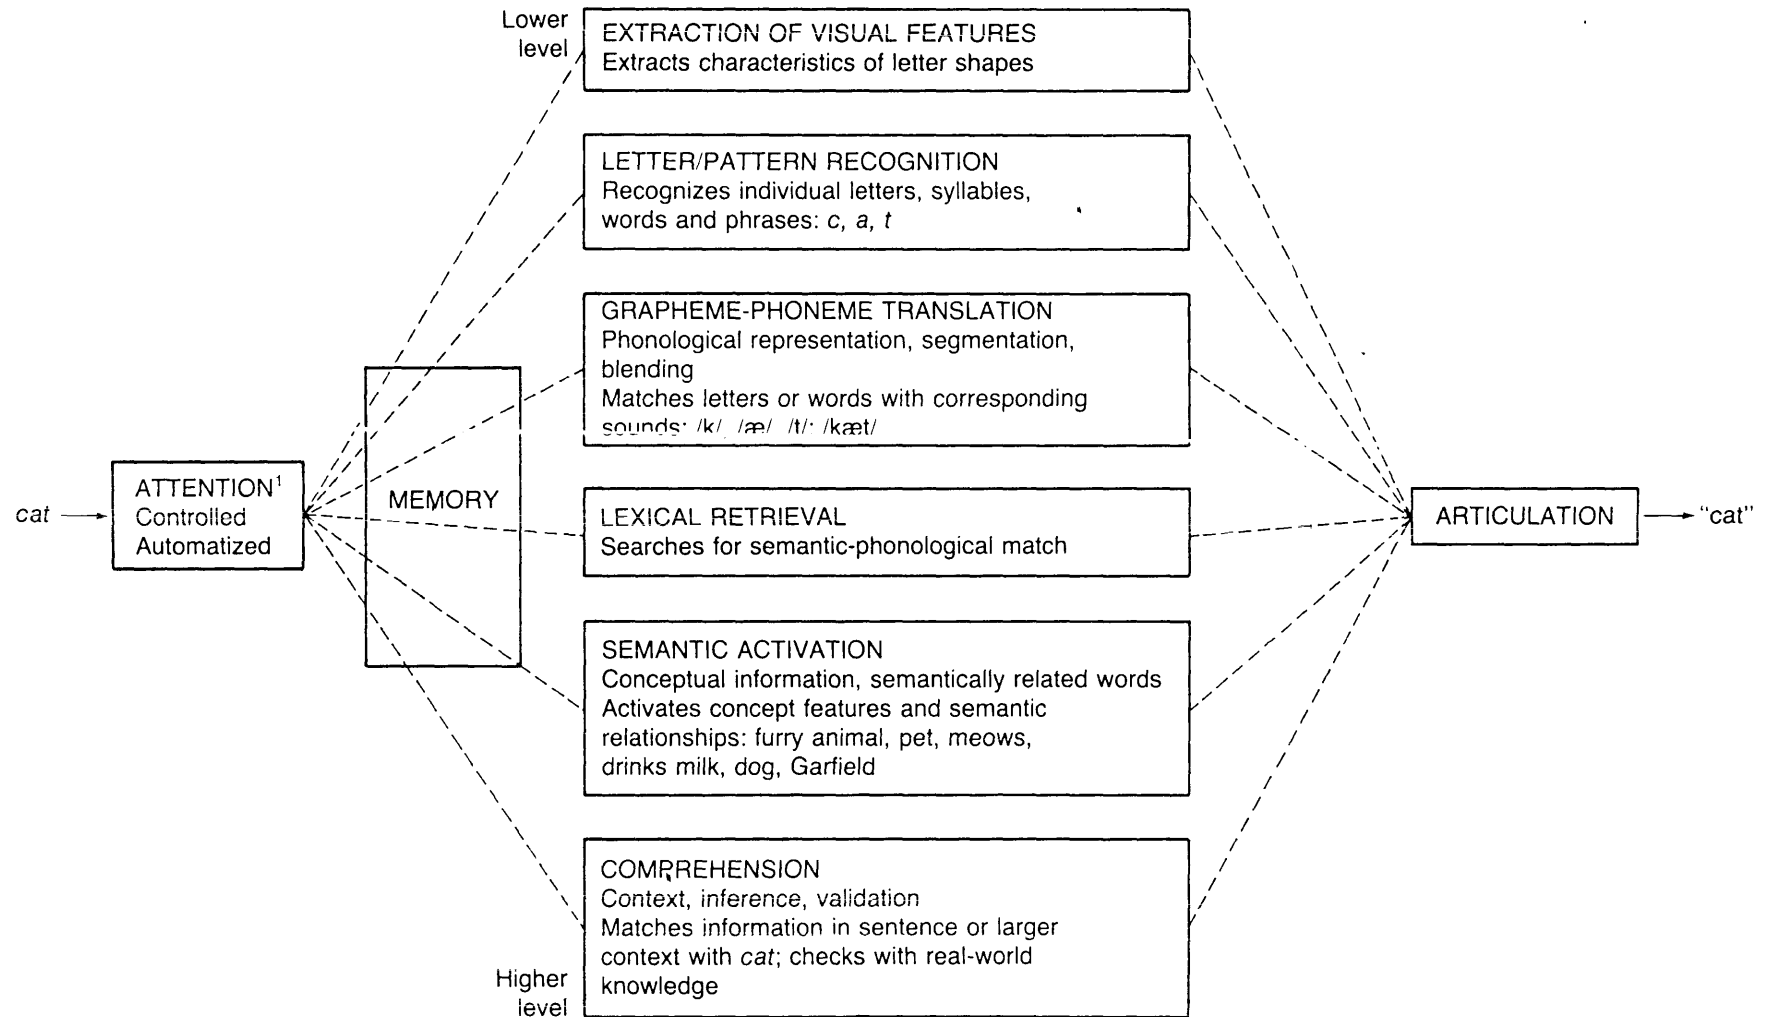 Lower
level
EXTRACTION OF VISUAL FEATURES
Extracts characteristics of letter shapes
LETTER/PATTERN RECOGNITION
Recognizes individual letters, syllables,
words and phrases: c, a, t
GRAPHEME-PHONEME TRANSLATION
Phonological representation, segmentation,
blending
Matches letters or words with corresponding
sounds: /k/ /æ/ /t/: /kæt/
cat
ATTENTION¹
Controlled
Automatized
MEMORY
LEXICAL RETRIEVAL
Searches for semantic-phonological match
ARTICULATION
"cat"
SEMANTIC ACTIVATION
Conceptual information, semantically related words
Activates concept features and semantic
relationships: furry animal, pet, meows,
drinks milk, dog, Garfield
COMPREHENSION
Context, inference, validation
Matches information in sentence or larger
context with cat; checks with real-world
knowledge
Higher
level